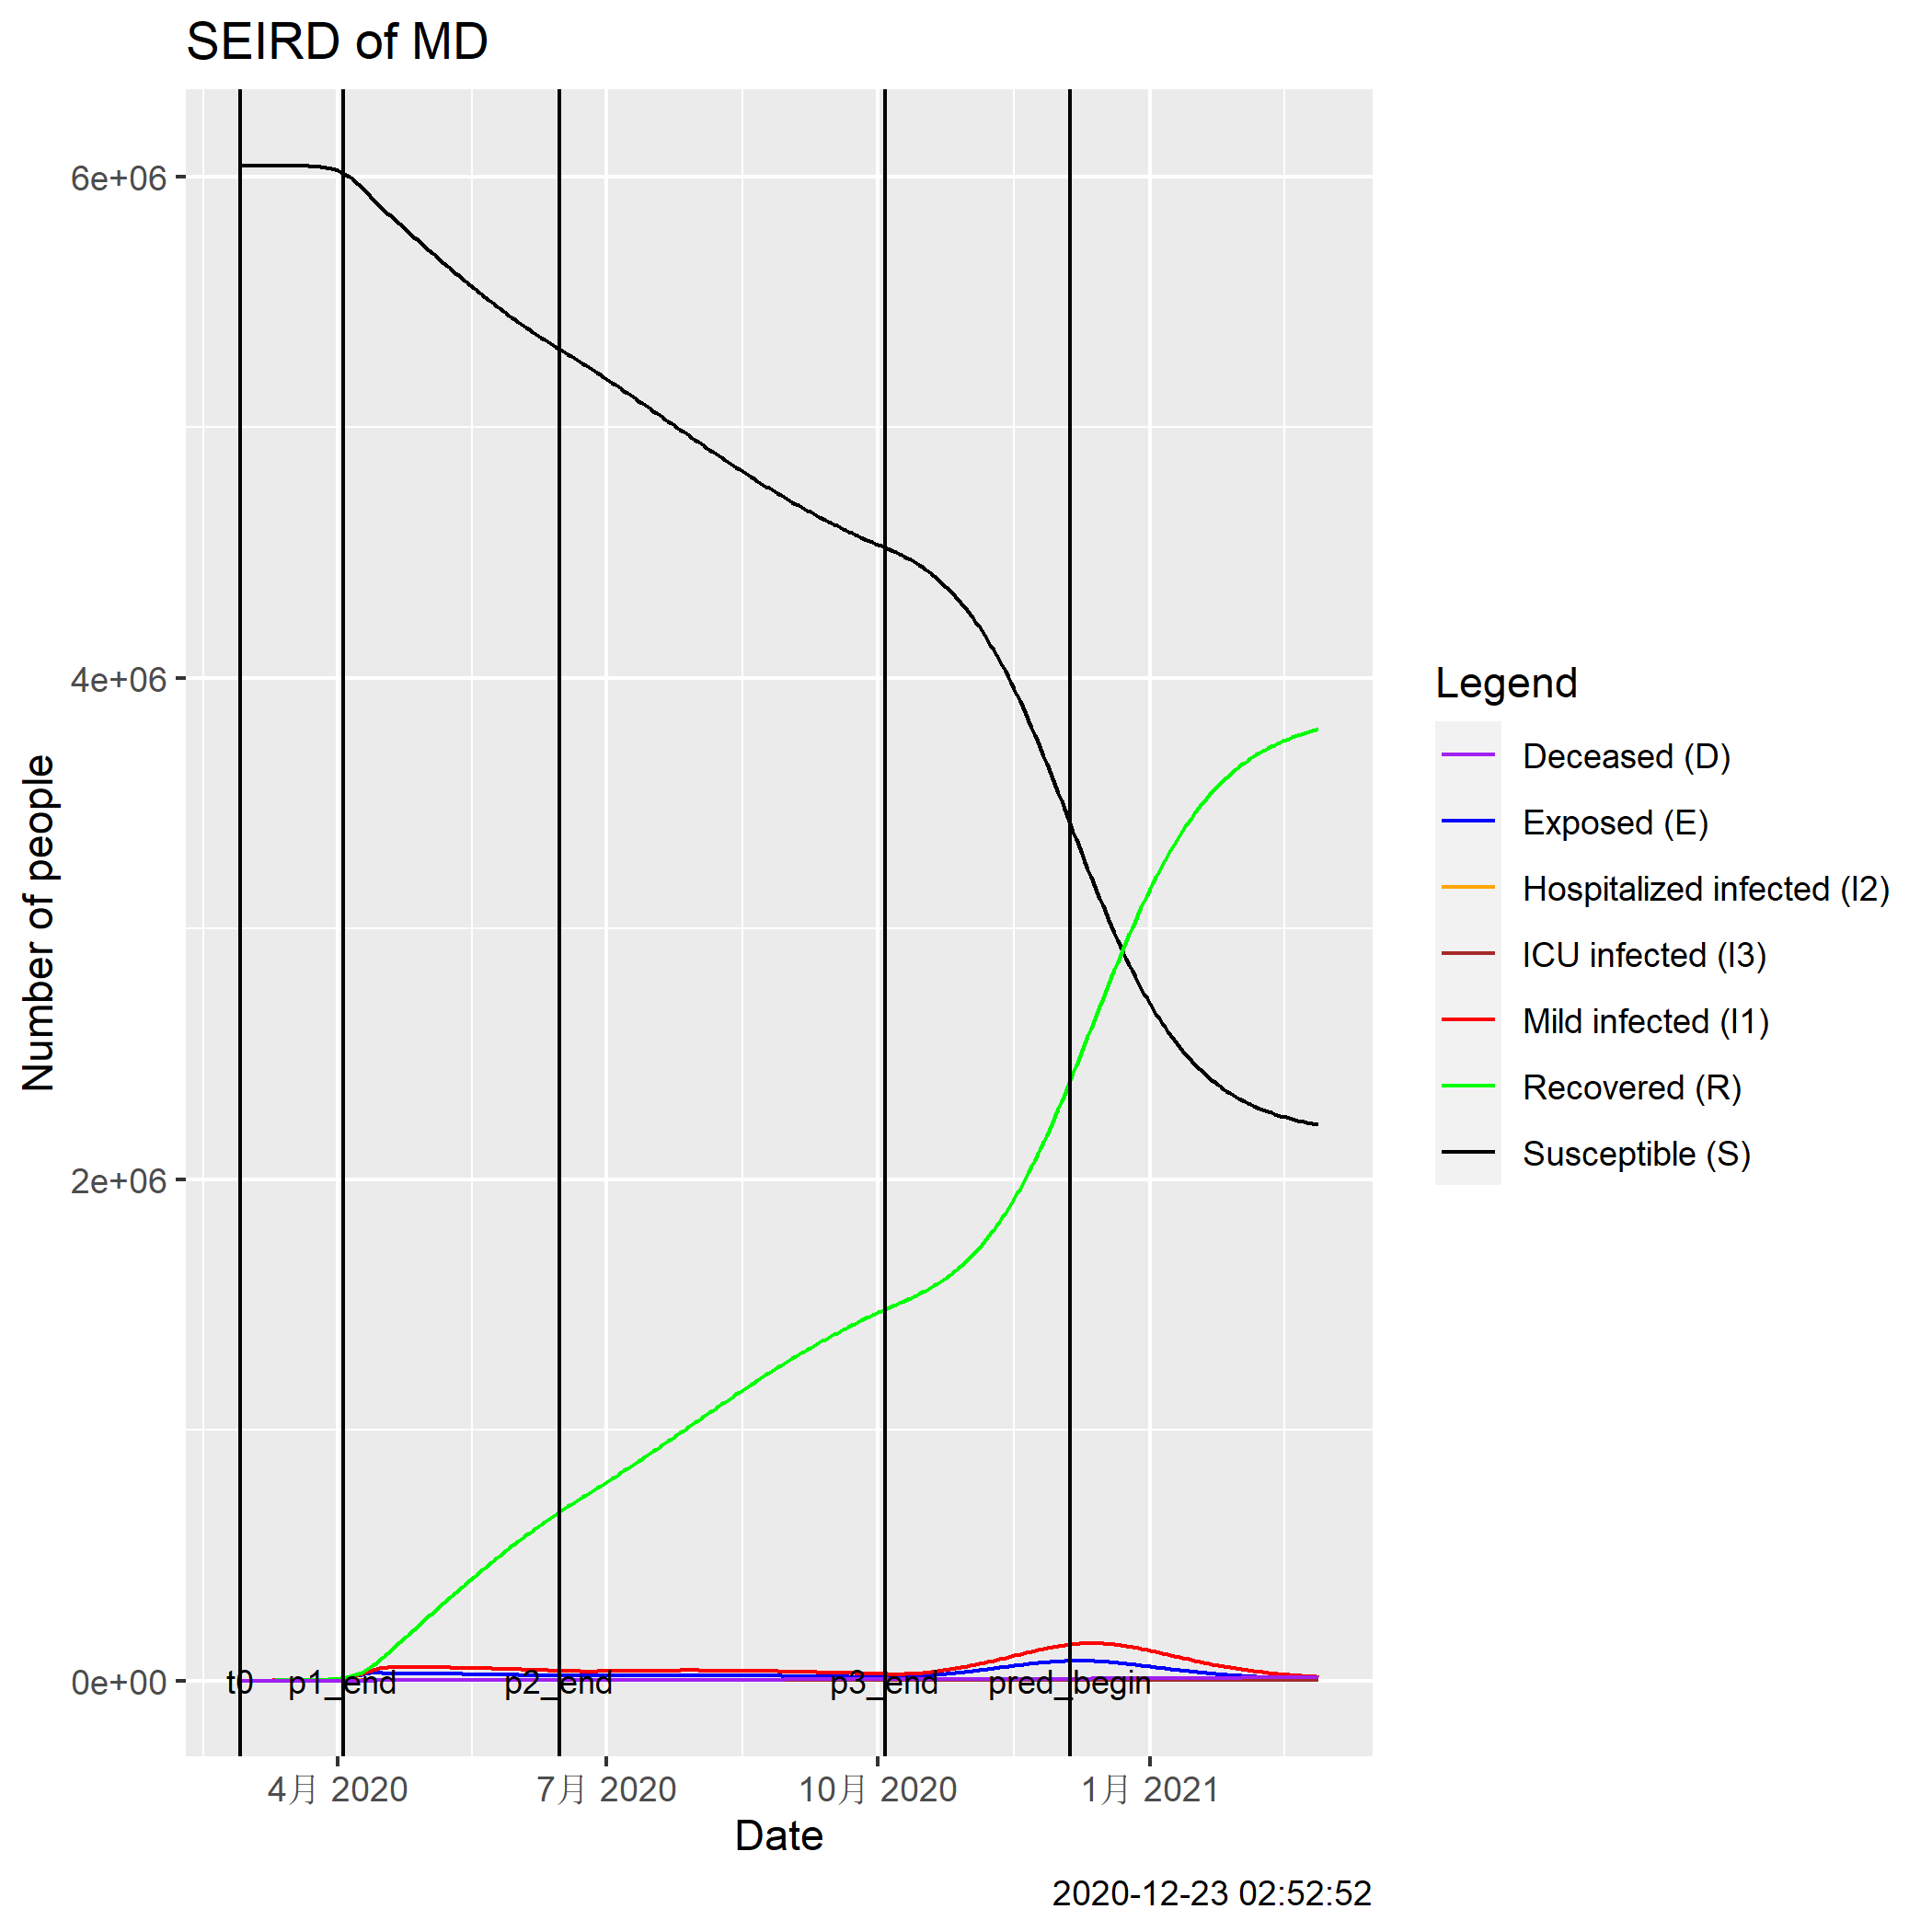 SEIRD of MD
Number of people
6e+06
4e+06
2e+06
0e+00
t0
p1_end
p2_end
p3_end
pred_begin
4月 2020
7月 2020
10月 2020
1月 2021
Date
2020-12-23 02:52:52
Legend
Deceased (D)
Exposed (E)
Hospitalized infected (I2)
ICU infected (I3)
Mild infected (I1)
Recovered (R)
Susceptible (S)